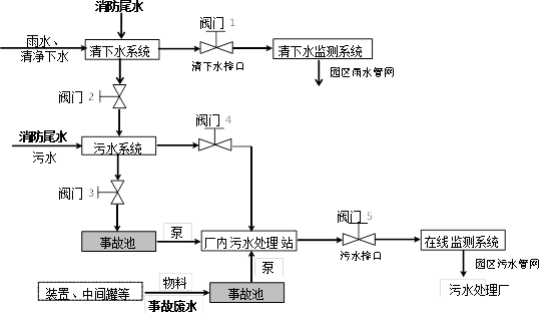 消防尾水
阀门 1
雨水、
清净下水
清下水系统
清下水监测系统
清下水排口
园区雨水管网
阀门 2
阀门 4
消防尾水
污水
污水系统
阀门 3
阀门 5
事故池
泵
厂内污水处理站
在线监测系统
污水排口
园区污水管网
泵
物料
装置、中间罐等
事故废水
事故池
污水处理厂